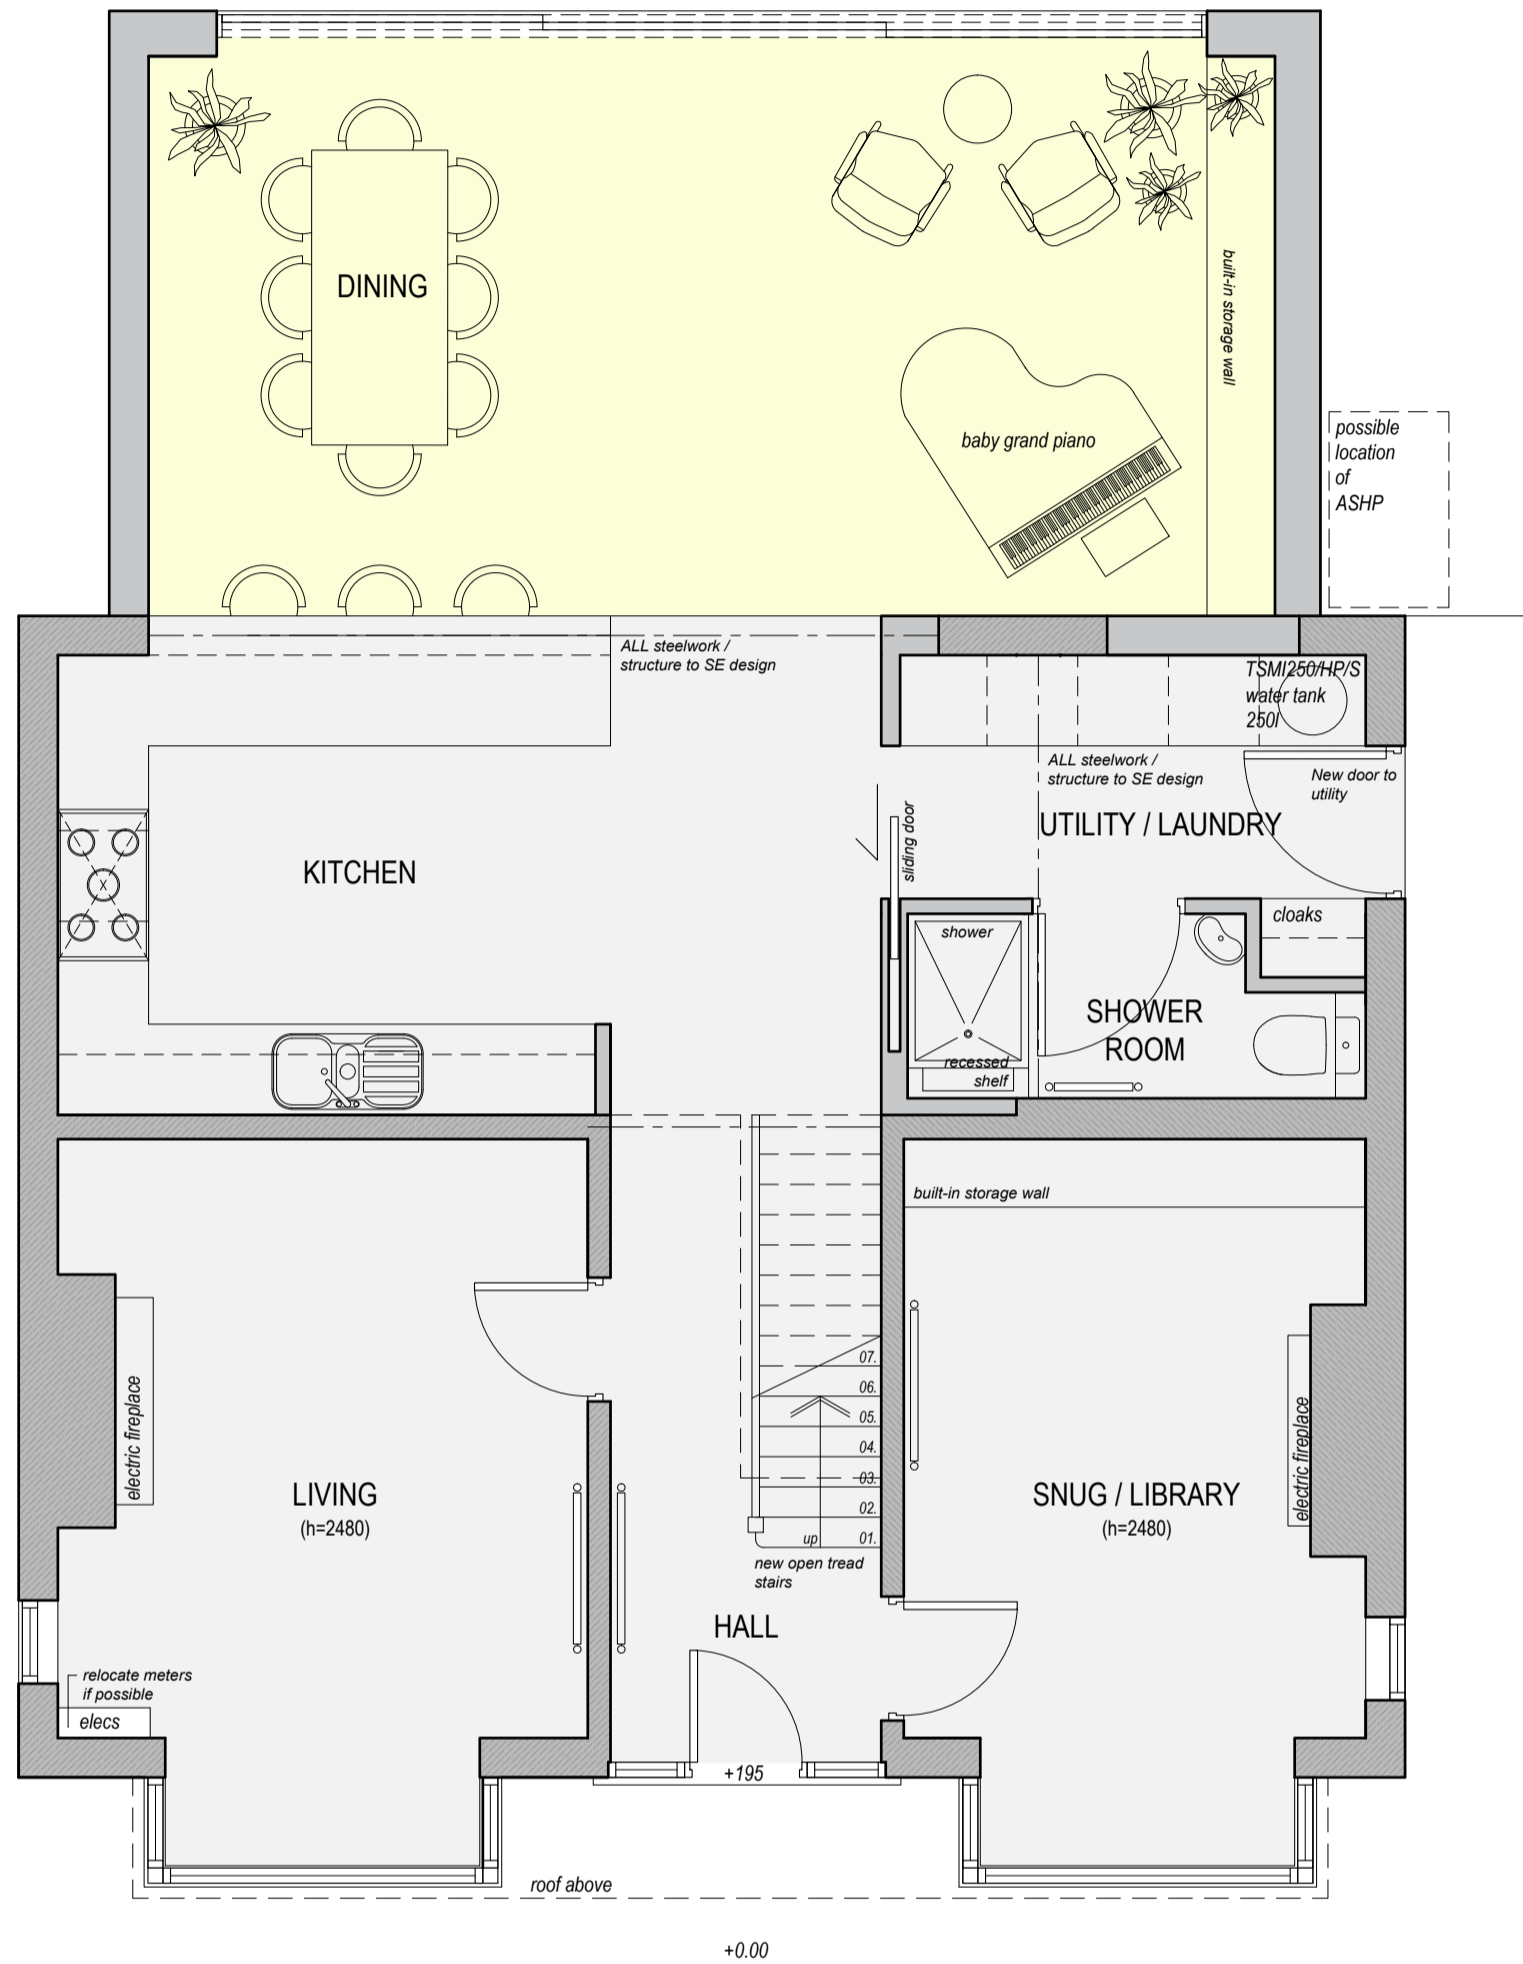 DINING
built-in storage wall
baby grand piano
possible
location
of
ASHP
ALL steelwork /
structure to SE design
TSMI250/HP/S
water tank
250l
ALL steelwork /
structure to SE design
New door to
utility
sliding door
UTILITY / LAUNDRY
KITCHEN
cloaks
shower
SHOWER
ROOM
recessed
shelf
built-in storage wall
electric fireplace
07.
06.
05.
04.
03.
02.
01.
up
new open tread
stairs
electric fireplace
LIVING
(h=2480)
SNUG / LIBRARY
(h=2480)
HALL
relocate meters
if possible
elecs
+195
roof above
+0.00